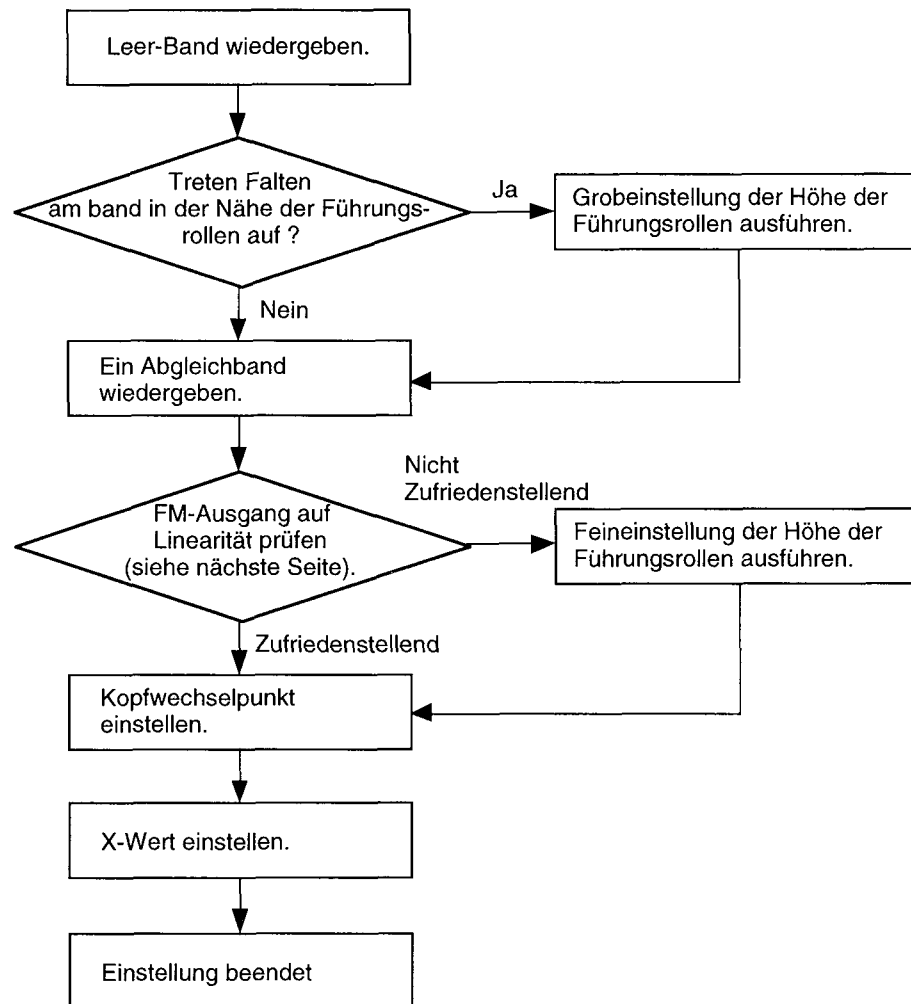 Leer-Band wiedergeben.
Treten Falten
am band in der Nähe der Führungs-
rollen auf ?
Ja
Grobeinstellung der Höhe der
Führungsrollen ausführen.
Nein
Ein Abgleichband
wiedergeben.
Nicht
Zufriedenstellend
FM-Ausgang auf
Linearität prüfen
(siehe nächste Seite).
Feineinstellung der Höhe der
Führungsrollen ausführen.
Zufriedenstellend
Kopfwechselpunkt
einstellen.
X-Wert einstellen.
Einstellung beendet